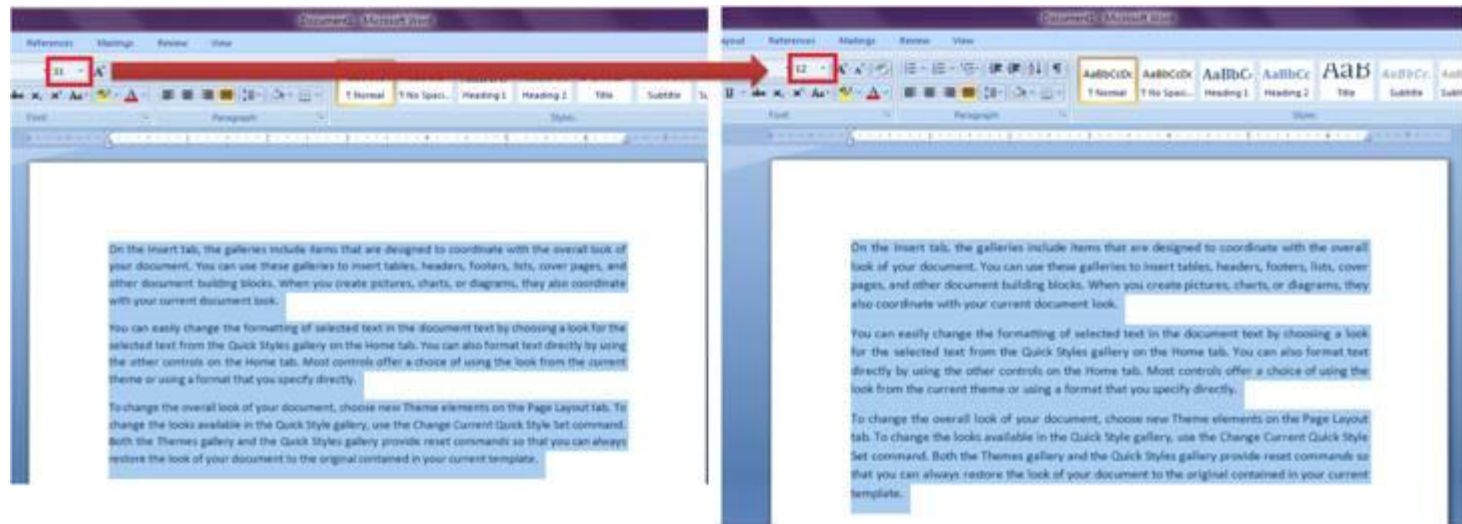 Document1 - Microsoft Word
References Mailings Review View
11
Normal No Spaci... Heading 1 Heading 2 Title Subtitle
Font Paragraph Styles
On the Insert tab, the galleries include items that are designed to coordinate with the overall look of
your document. You can use these galleries to insert tables, headers, footers, lists, cover pages, and
other document building blocks. When you create pictures, charts, or diagrams, they also coordinate
with your current document look.
You can easily change the formatting of selected text in the document text by choosing a look for the
selected text from the Quick Styles gallery on the Home tab. You can also format text directly by using
the other controls on the Home tab. Most controls offer a choice of using the look from the current
theme or using a format that you specify directly.
To change the overall look of your document, choose new Theme elements on the Page Layout tab. To
change the looks available in the Quick Style gallery, use the Change Current Quick Style Set command.
Both the Themes gallery and the Quick Styles gallery provide reset commands so that you can always
restore the look of your document to the original contained in your current template.
Document1 - Microsoft Word
ayout References Mailings Review View
12
AaBbCcDc AaBbCcDc AaBbC AaBbCc AaB AaBbCc.
Normal No Spaci... Heading 1 Heading 2 Title Subtitle
Font Paragraph Styles
On the Insert tab, the galleries include items that are designed to coordinate with the overall
look of your document. You can use these galleries to insert tables, headers, footers, lists, cover
pages, and other document building blocks. When you create pictures, charts, or diagrams, they
also coordinate with your current document look.
You can easily change the formatting of selected text in the document text by choosing a look
for the selected text from the Quick Styles gallery on the Home tab. You can also format text
directly by using the other controls on the Home tab. Most controls offer a choice of using the
look from the current theme or using a format that you specify directly.
To change the overall look of your document, choose new Theme elements on the Page Layout
tab. To change the looks available in the Quick Style gallery, use the Change Current Quick Style
Set command. Both the Themes gallery and the Quick Styles gallery provide reset commands so
that you can always restore the look of your document to the original contained in your current
template.